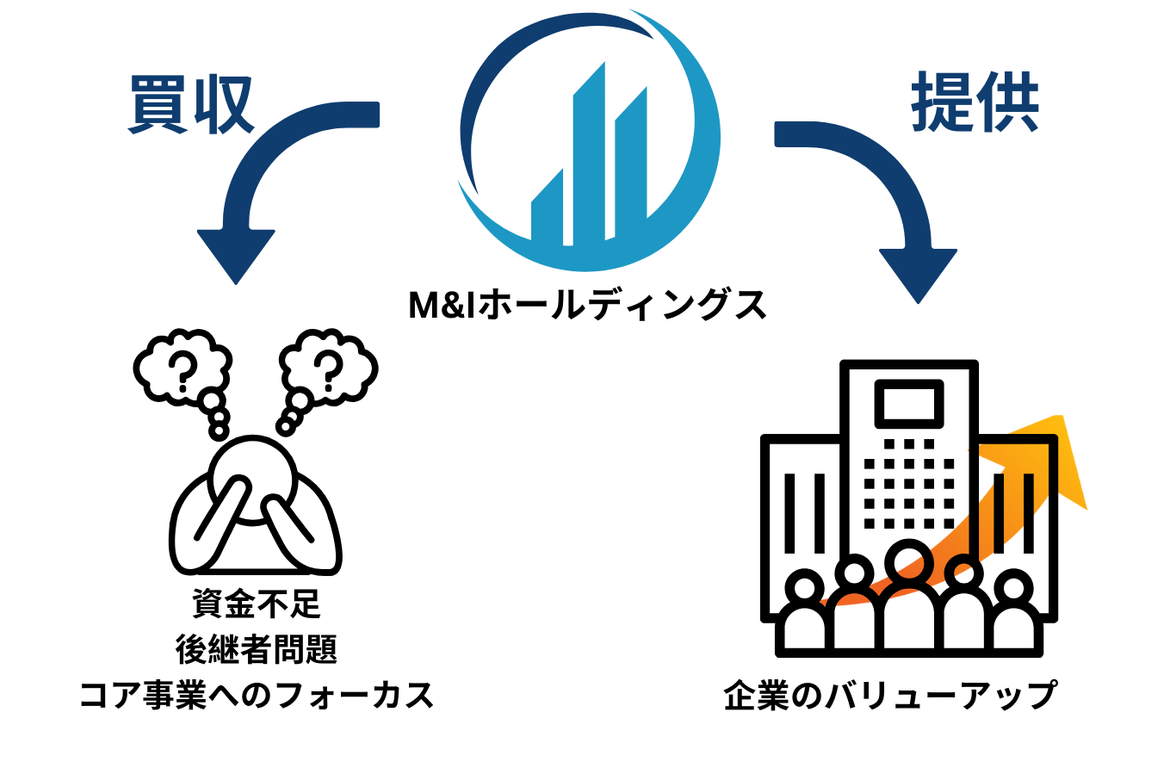 買収
提供
M&Iホールディングス
?
?
資金不足
後継者問題
コア事業へのフォーカス
企業のバリューアップ